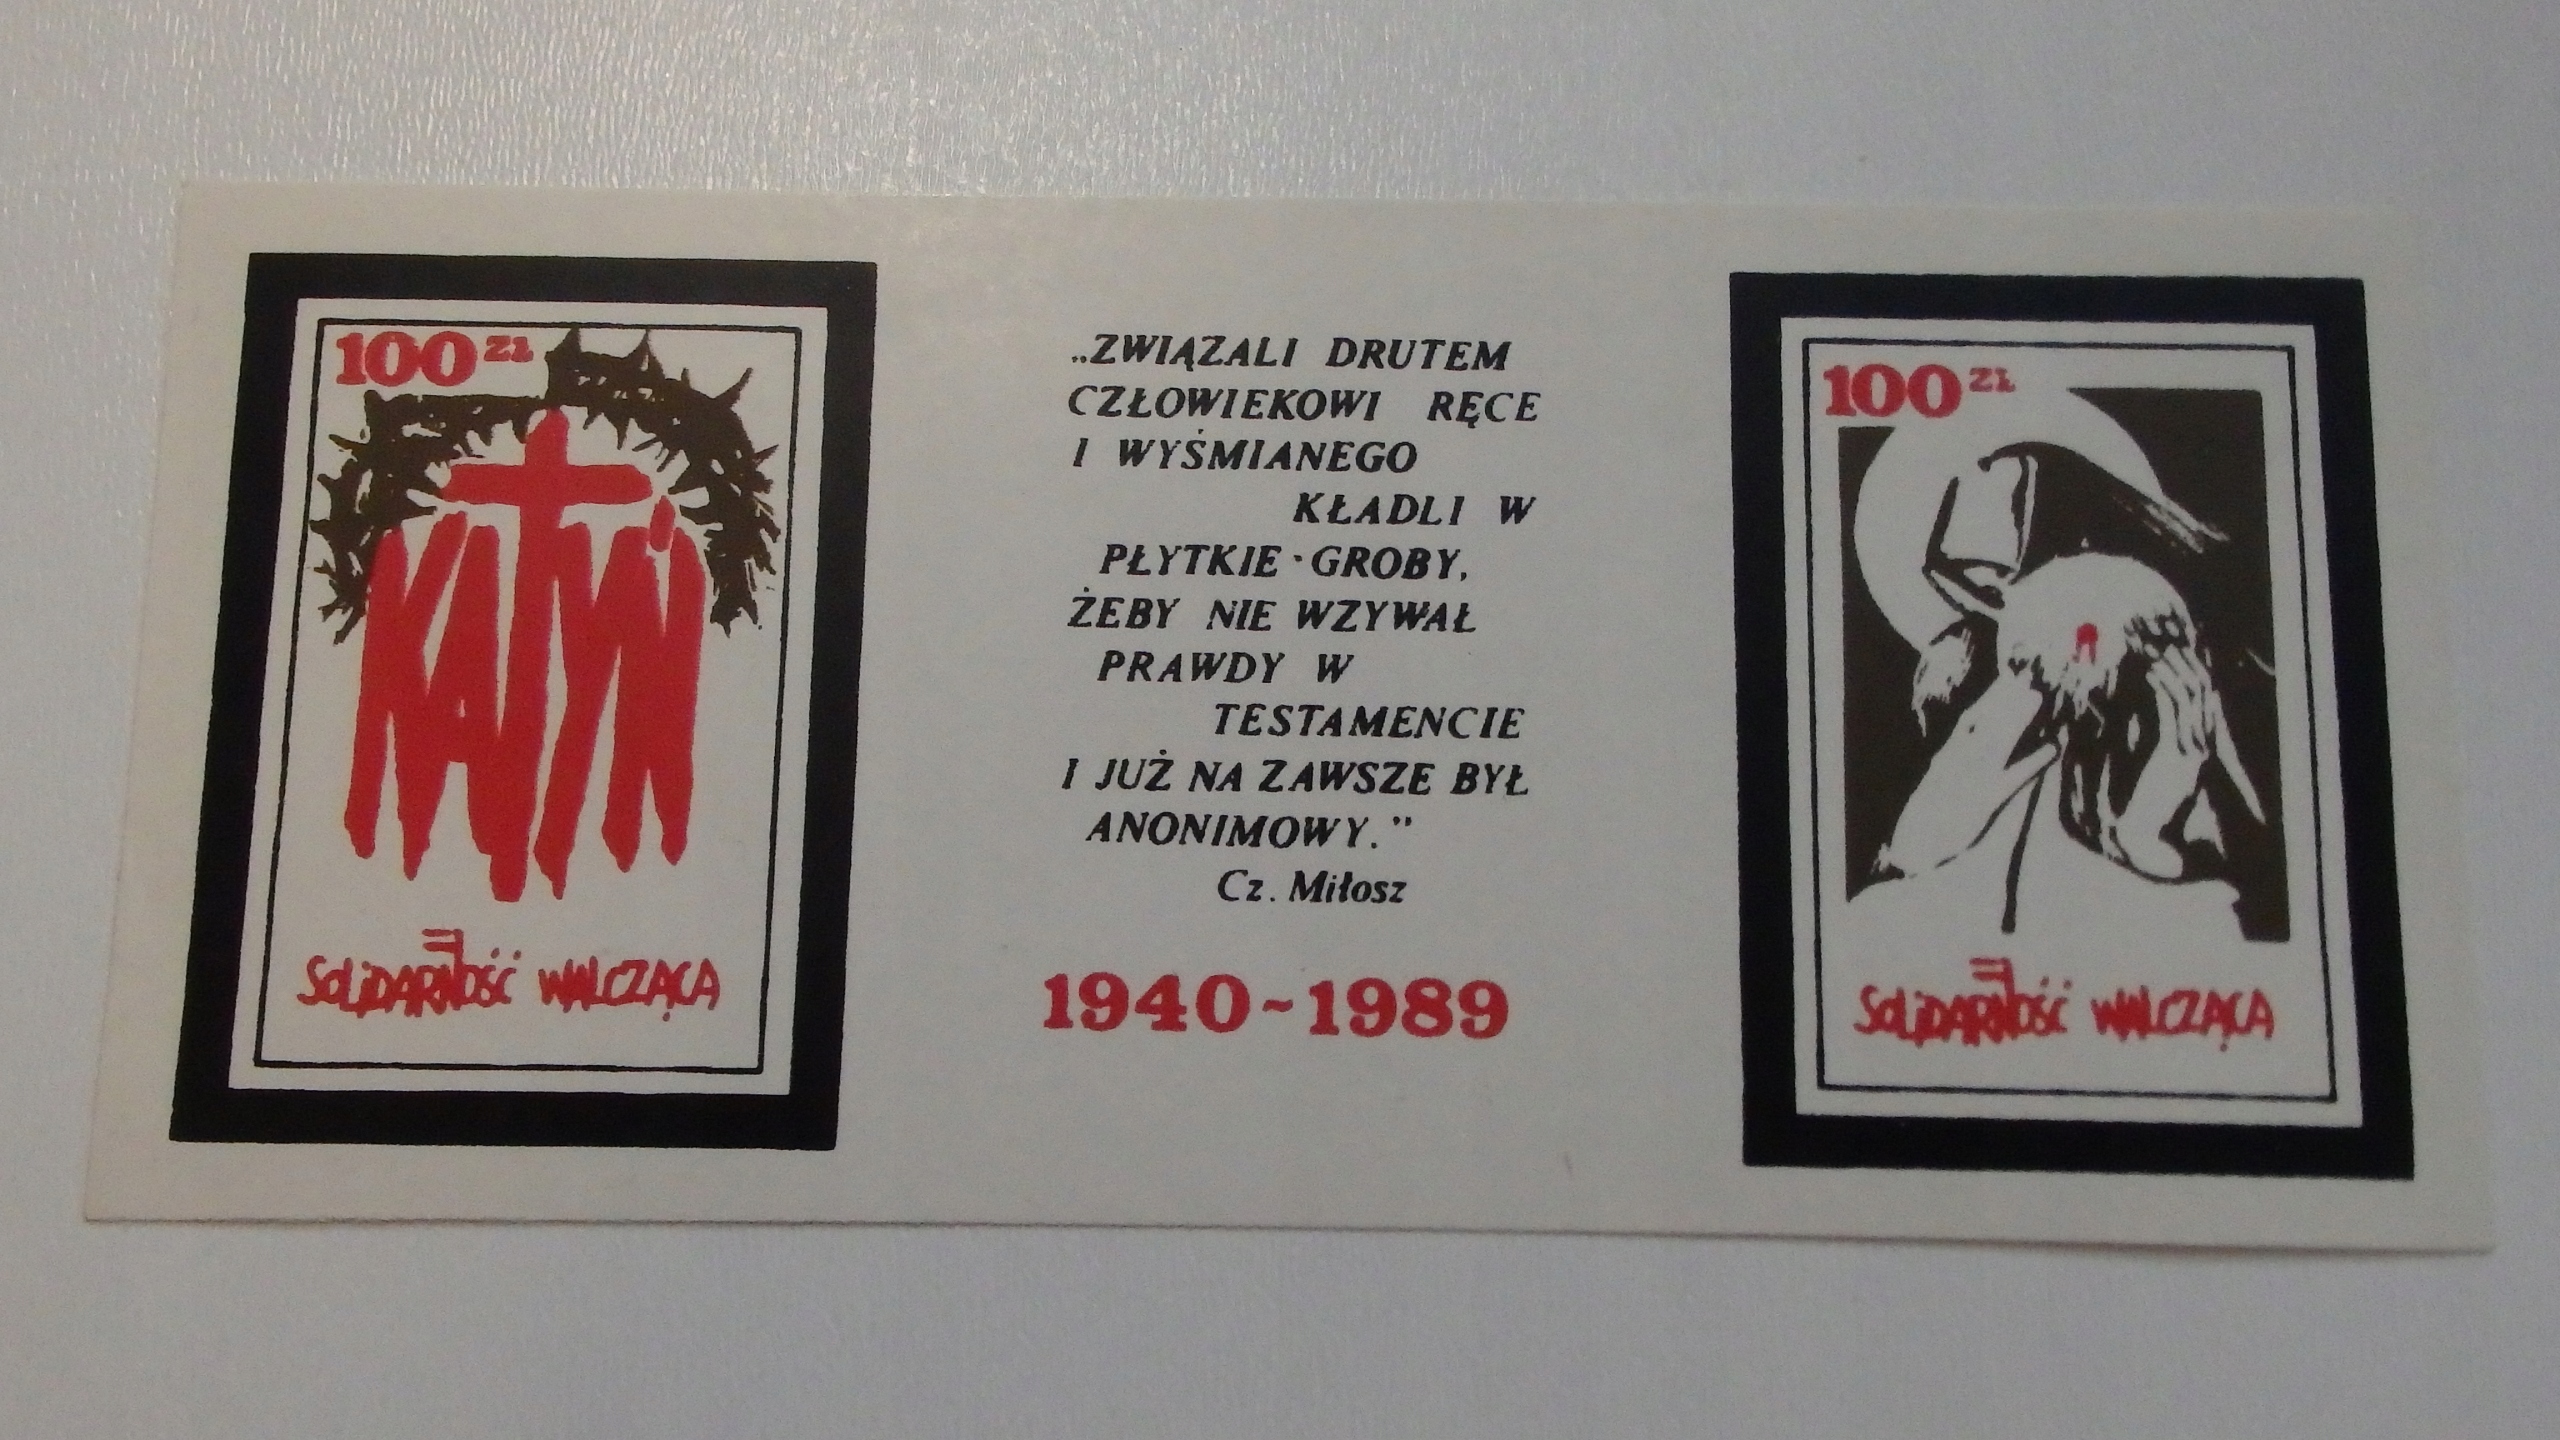 100 ZŁ
KATYŃ
SOLIDARNOŚĆ WALCZĄCA
„ZWIĄZALI DRUTEM
CZŁOWIEKOWI RĘCE
I WYŚMIANEGO
KŁADLI W
PŁYTKIE GROBY,
ŻEBY NIE WZYWAŁ
PRAWDY W
TESTAMENCIE
I JUŻ NA ZAWSZE BYŁ
ANONIMOWY.”
Cz. Miłosz
1940~1989
100 ZŁ
SOLIDARNOŚĆ WALCZĄCA